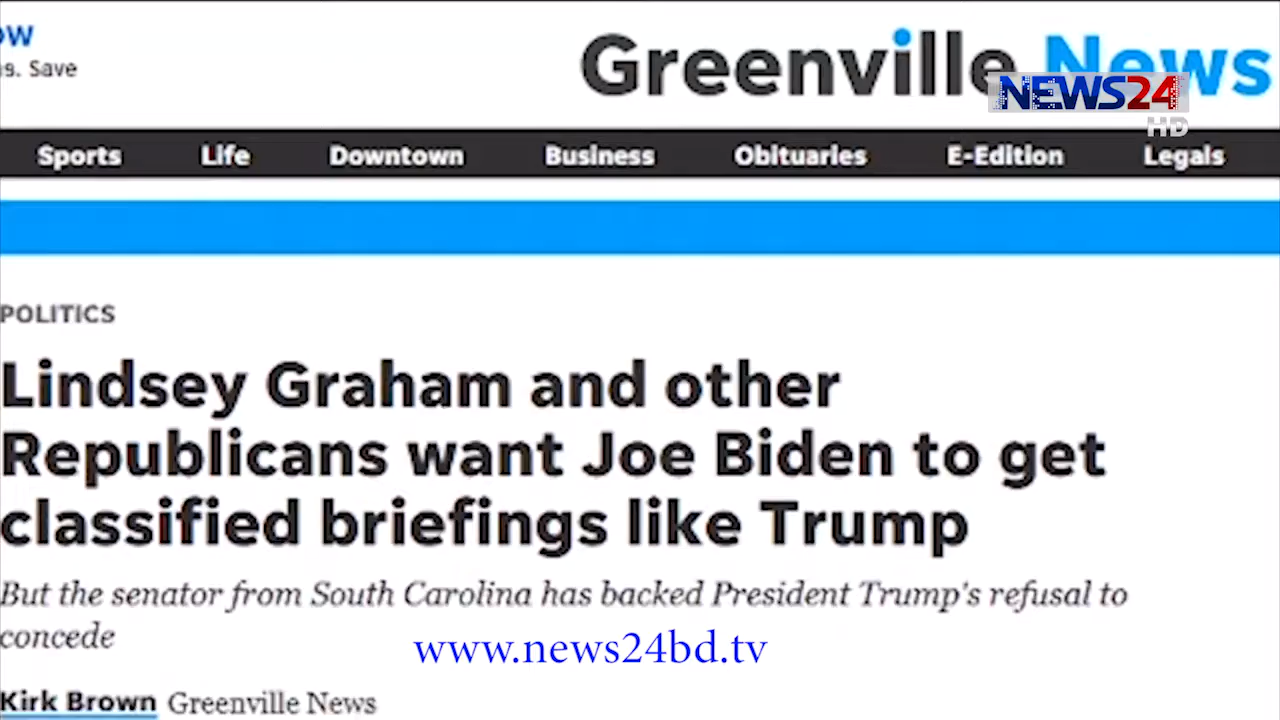 ow
s. Save
Greenville News
NEWS24
HD
Sports Life Downtown Business Obituaries E-Edition Legals
POLITICS
Lindsey Graham and other
Republicans want Joe Biden to get
classified briefings like Trump
But the senator from South Carolina has backed President Trump's refusal to
concede
www.news24bd.tv
Kirk Brown Greenville News